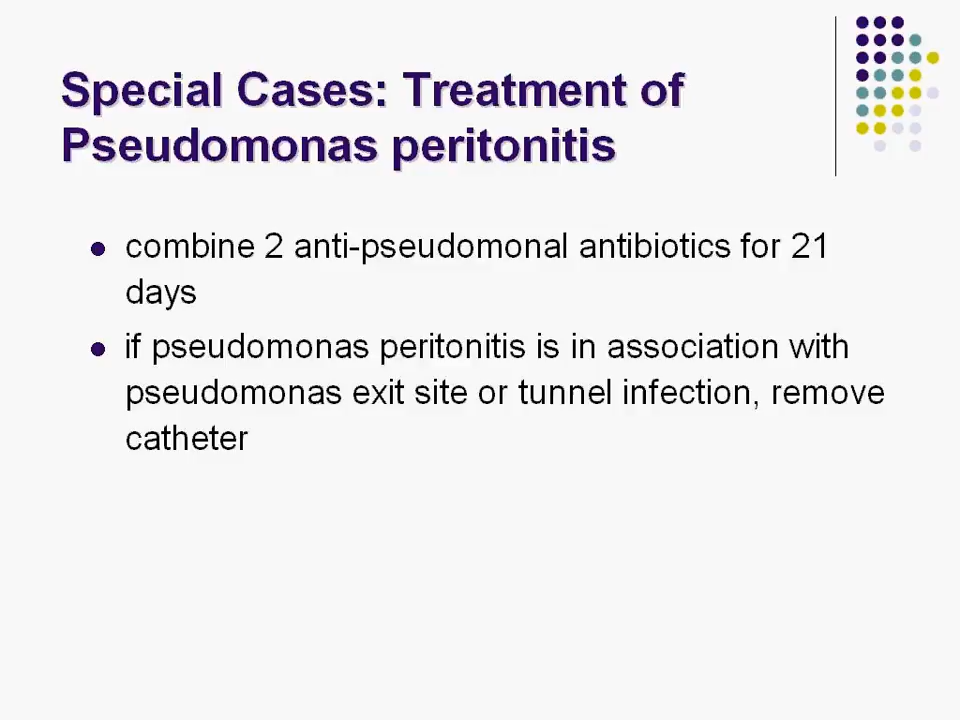 Special Cases: Treatment of
Pseudomonas peritonitis
combine 2 anti-pseudomonal antibiotics for 21
days
if pseudomonas peritonitis is in association with
pseudomonas exit site or tunnel infection, remove
catheter